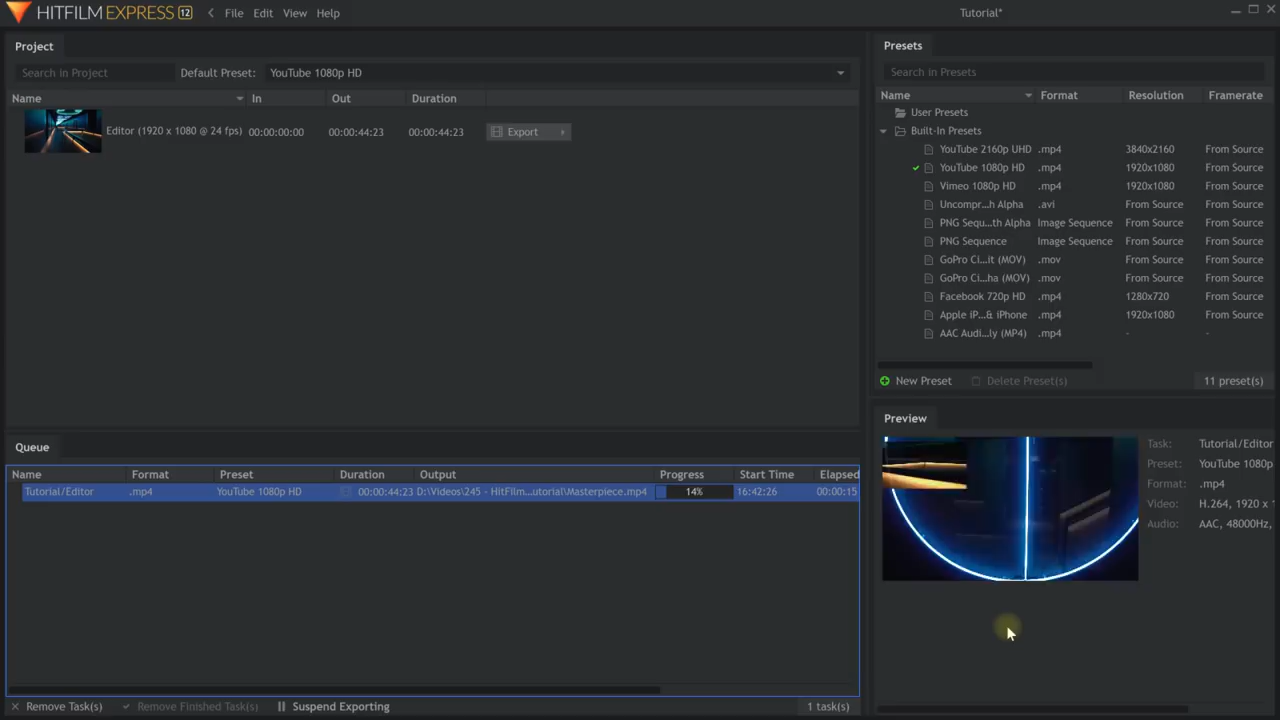 HITFILM EXPRESS 12 File Edit View Help Tutorial*
Project
Search in Project Default Preset: YouTube 1080p HD
Name In Out Duration
Editor (1920 x 1080 @ 24 fps) 00:00:00:00 00:00:44:23 00:00:44:23 Export
Presets
Search in Presets
Name Format Resolution Framerate
User Presets
Built-In Presets
YouTube 2160p UHD .mp4 3840x2160 From Source
YouTube 1080p HD .mp4 1920x1080 From Source
Vimeo 1080p HD .mp4 1920x1080 From Source
Uncompr...h Alpha .avi From Source From Source
PNG Sequ...th Alpha Image Sequence From Source From Source
PNG Sequence Image Sequence From Source From Source
GoPro Ci...it (MOV) .mov From Source From Source
GoPro Ci...ha (MOV) .mov From Source From Source
Facebook 720p HD .mp4 1280x720 From Source
Apple iP...& iPhone .mp4 1920x1080 From Source
AAC Audi...ly (MP4) .mp4 - -
New Preset Delete Preset(s) 11 preset(s)
Queue
Name Format Preset Duration Output Progress Start Time Elapsed
Tutorial/Editor .mp4 YouTube 1080p HD 00:00:44:23 D:\Videos\245 - HitFilm...utorial\Masterpiece.mp4 14% 16:42:26 00:00:15
Remove Task(s) Remove Finished Task(s) Suspend Exporting 1 task(s)
Preview
Task: Tutorial/Editor
Preset: YouTube 1080p
Format: .mp4
Video: H.264, 1920 x 1
Audio: AAC, 48000Hz,